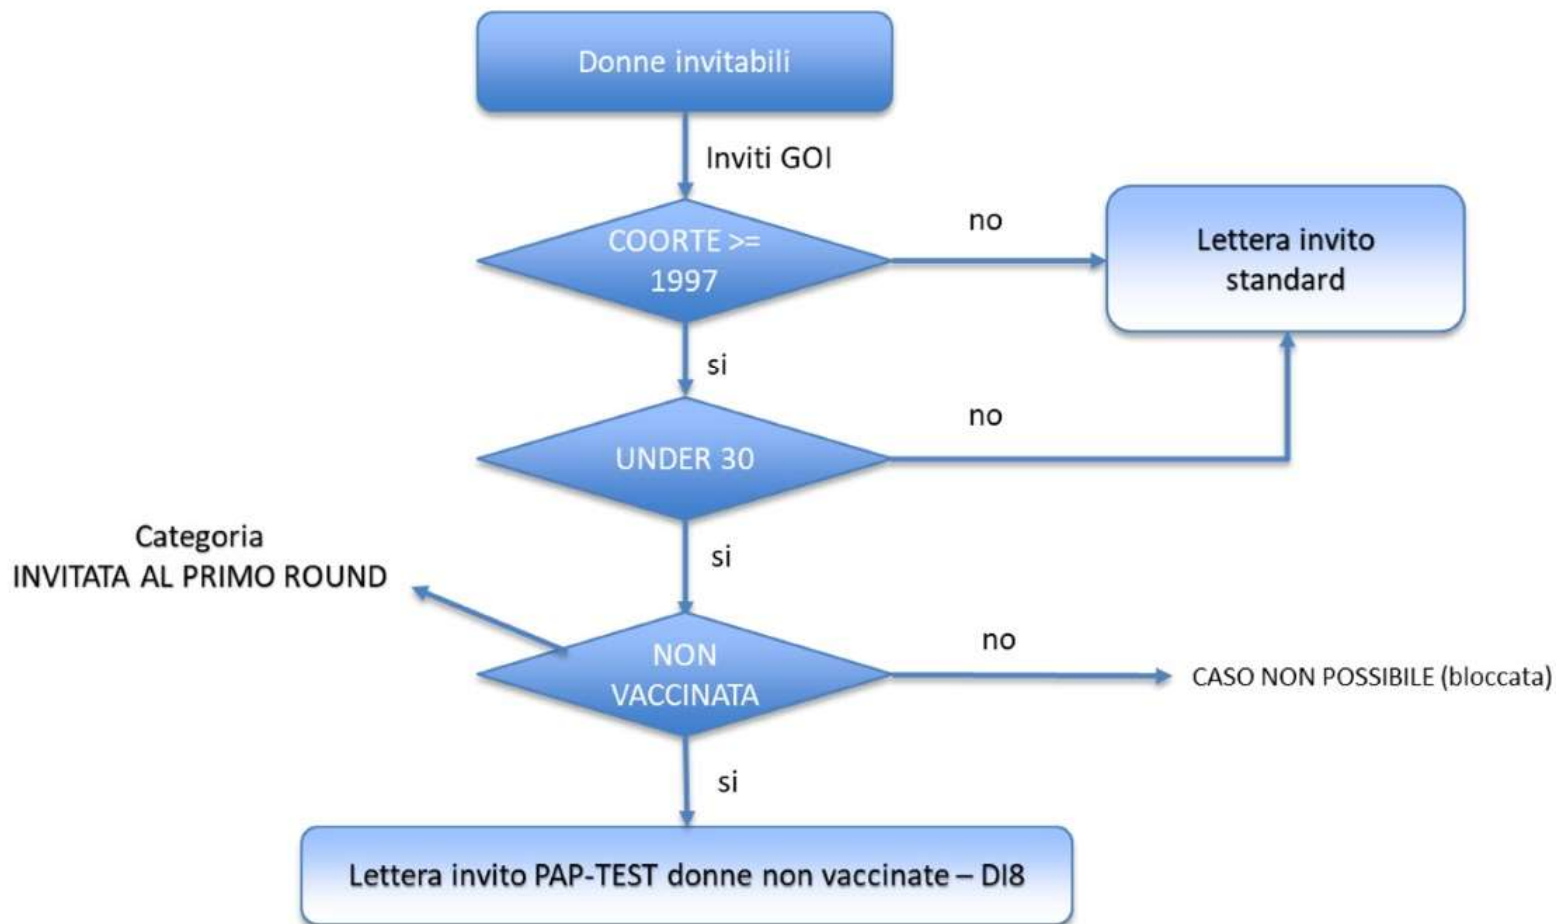 Donne invitabili
Inviti GOI
COORTE >=
1997
no
Lettera invito
standard
si
UNDER 30
no
Categoria
INVITATA AL PRIMO ROUND
si
NON
VACCINATA
no
CASO NON POSSIBILE (bloccata)
si
Lettera invito PAP-TEST donne non vaccinate – DI8